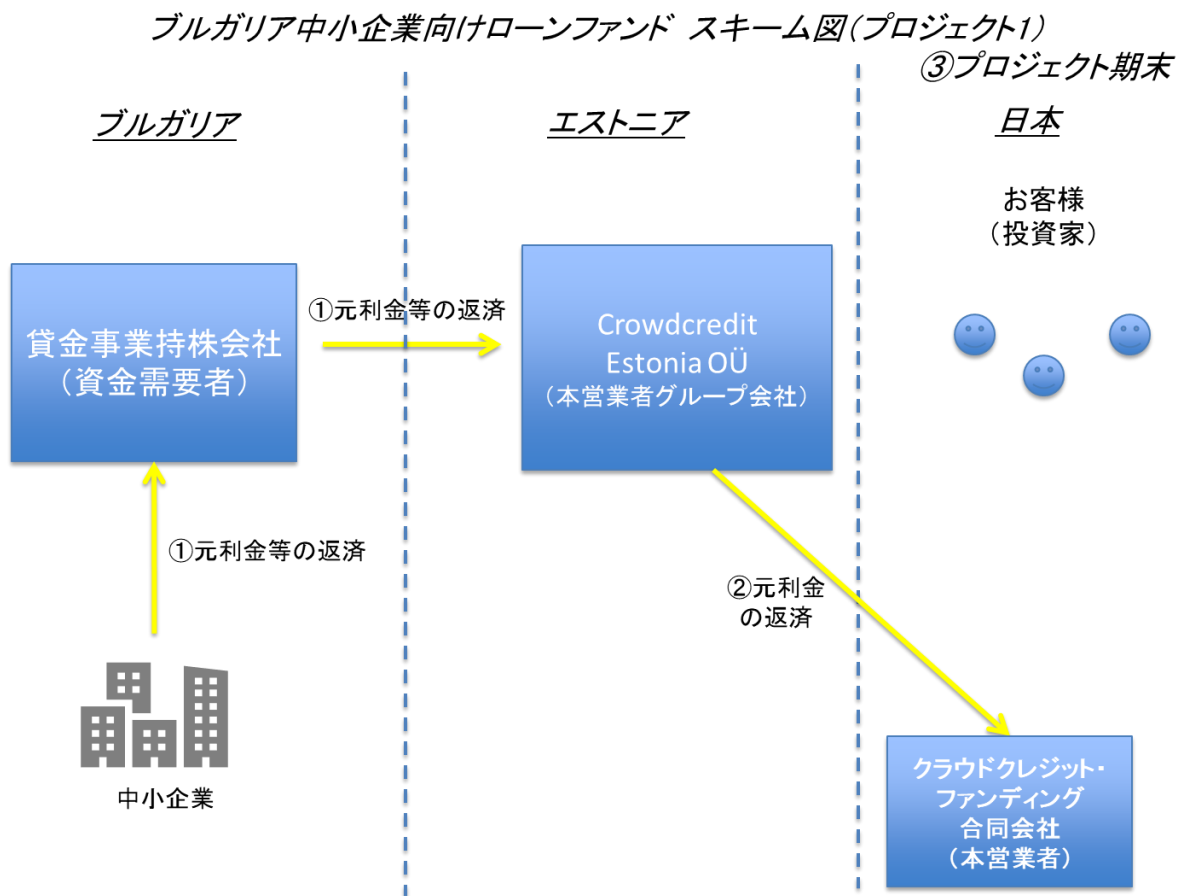 ブルガリア中小企業向けローンファンド スキーム図(プロジェクト1)
③プロジェクト期末
ブルガリア
エストニア
日本
お客様
(投資家)
貸金事業持株会社
(資金需要者)
①元利金等の返済
Crowdcredit
Estonia OÜ
(本営業者グループ会社)
①元利金等の返済
②元利金
の返済
中小企業
クラウドクレジット・
ファンディング
合同会社
(本営業者)